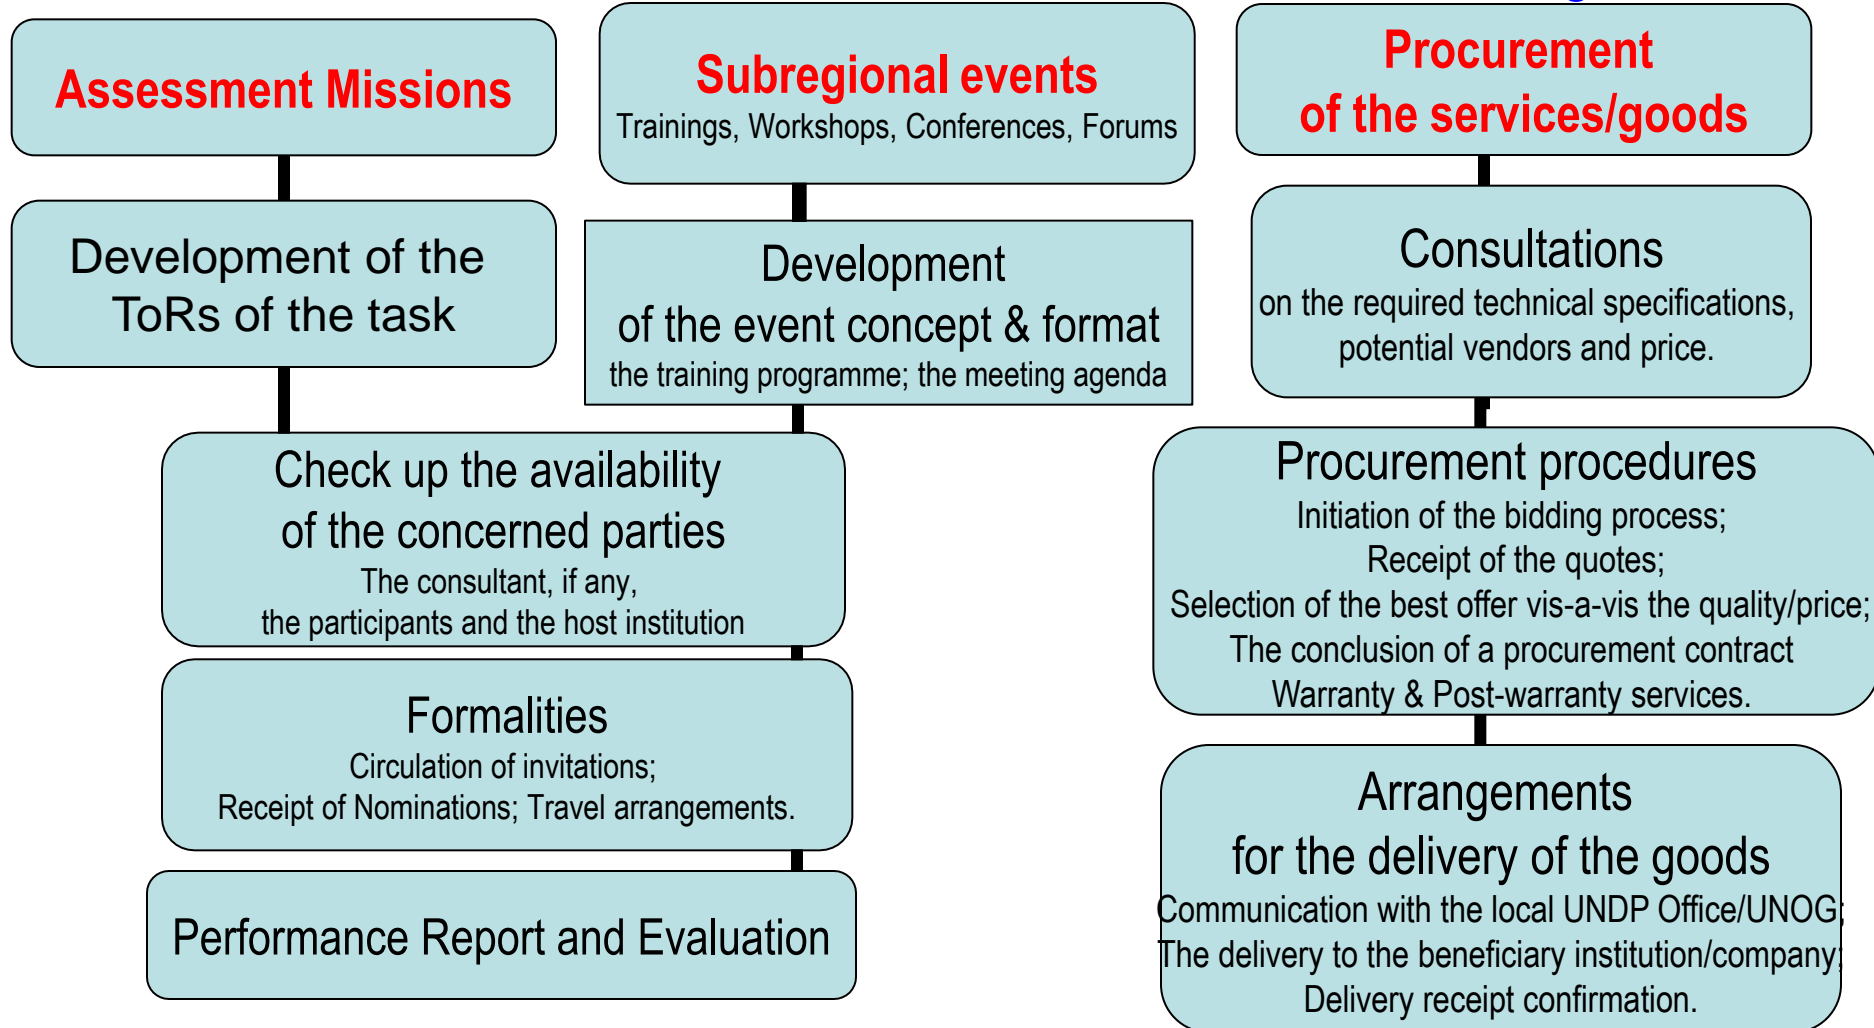 Assessment Missions
Development of the
ToRs of the task
Subregional events
Trainings, Workshops, Conferences, Forums
Development
of the event concept & format
the training programme; the meeting agenda
Check up the availability
of the concerned parties
The consultant, if any,
the participants and the host institution
Formalities
Circulation of invitations;
Receipt of Nominations; Travel arrangements.
Performance Report and Evaluation
Procurement
of the services/goods
Consultations
on the required technical specifications,
potential vendors and price.
Procurement procedures
Initiation of the bidding process;
Receipt of the quotes;
Selection of the best offer vis-a-vis the quality/price;
The conclusion of a procurement contract
Warranty & Post-warranty services.
Arrangements
for the delivery of the goods
Communication with the local UNDP Office/UNOG;
The delivery to the beneficiary institution/company;
Delivery receipt confirmation.